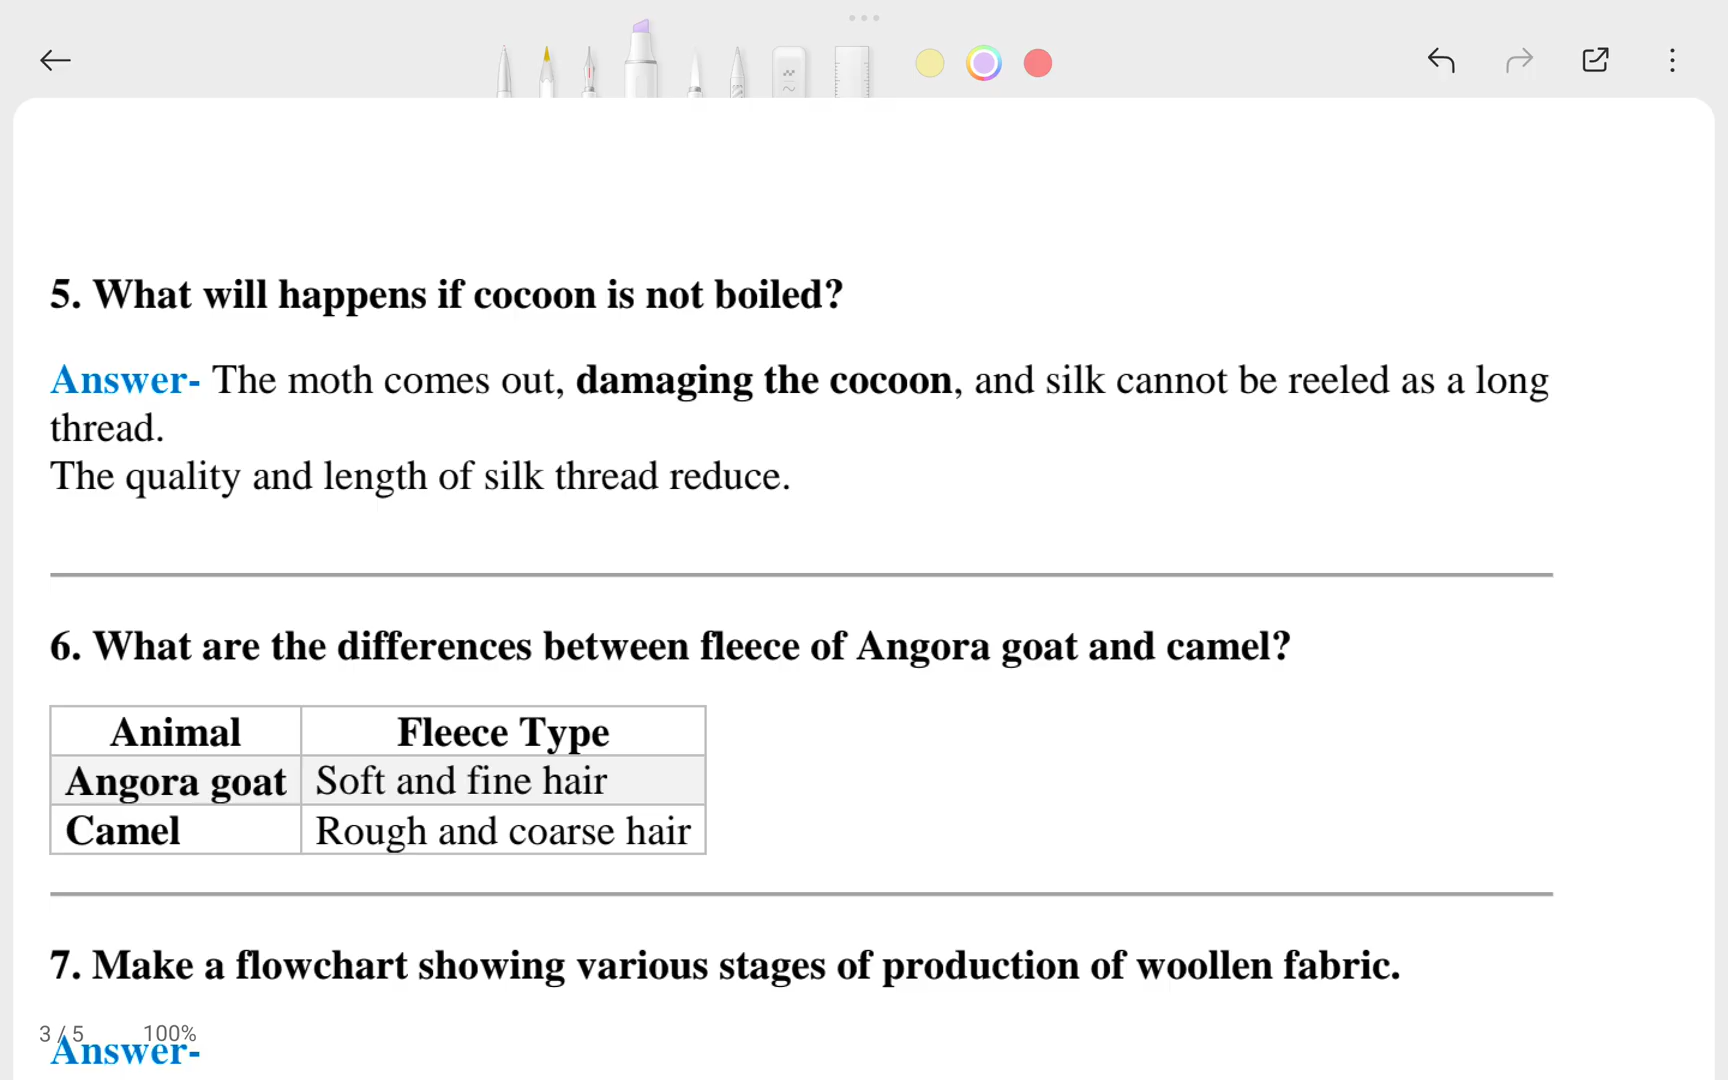 5. What will happens if cocoon is not boiled?
Answer- The moth comes out, damaging the cocoon, and silk cannot be reeled as a long
thread.
The quality and length of silk thread reduce.
6. What are the differences between fleece of Angora goat and camel?
Animal Fleece Type
Angora goat Soft and fine hair
Camel Rough and coarse hair
7. Make a flowchart showing various stages of production of woollen fabric.
3 / 5 100%
Answer-